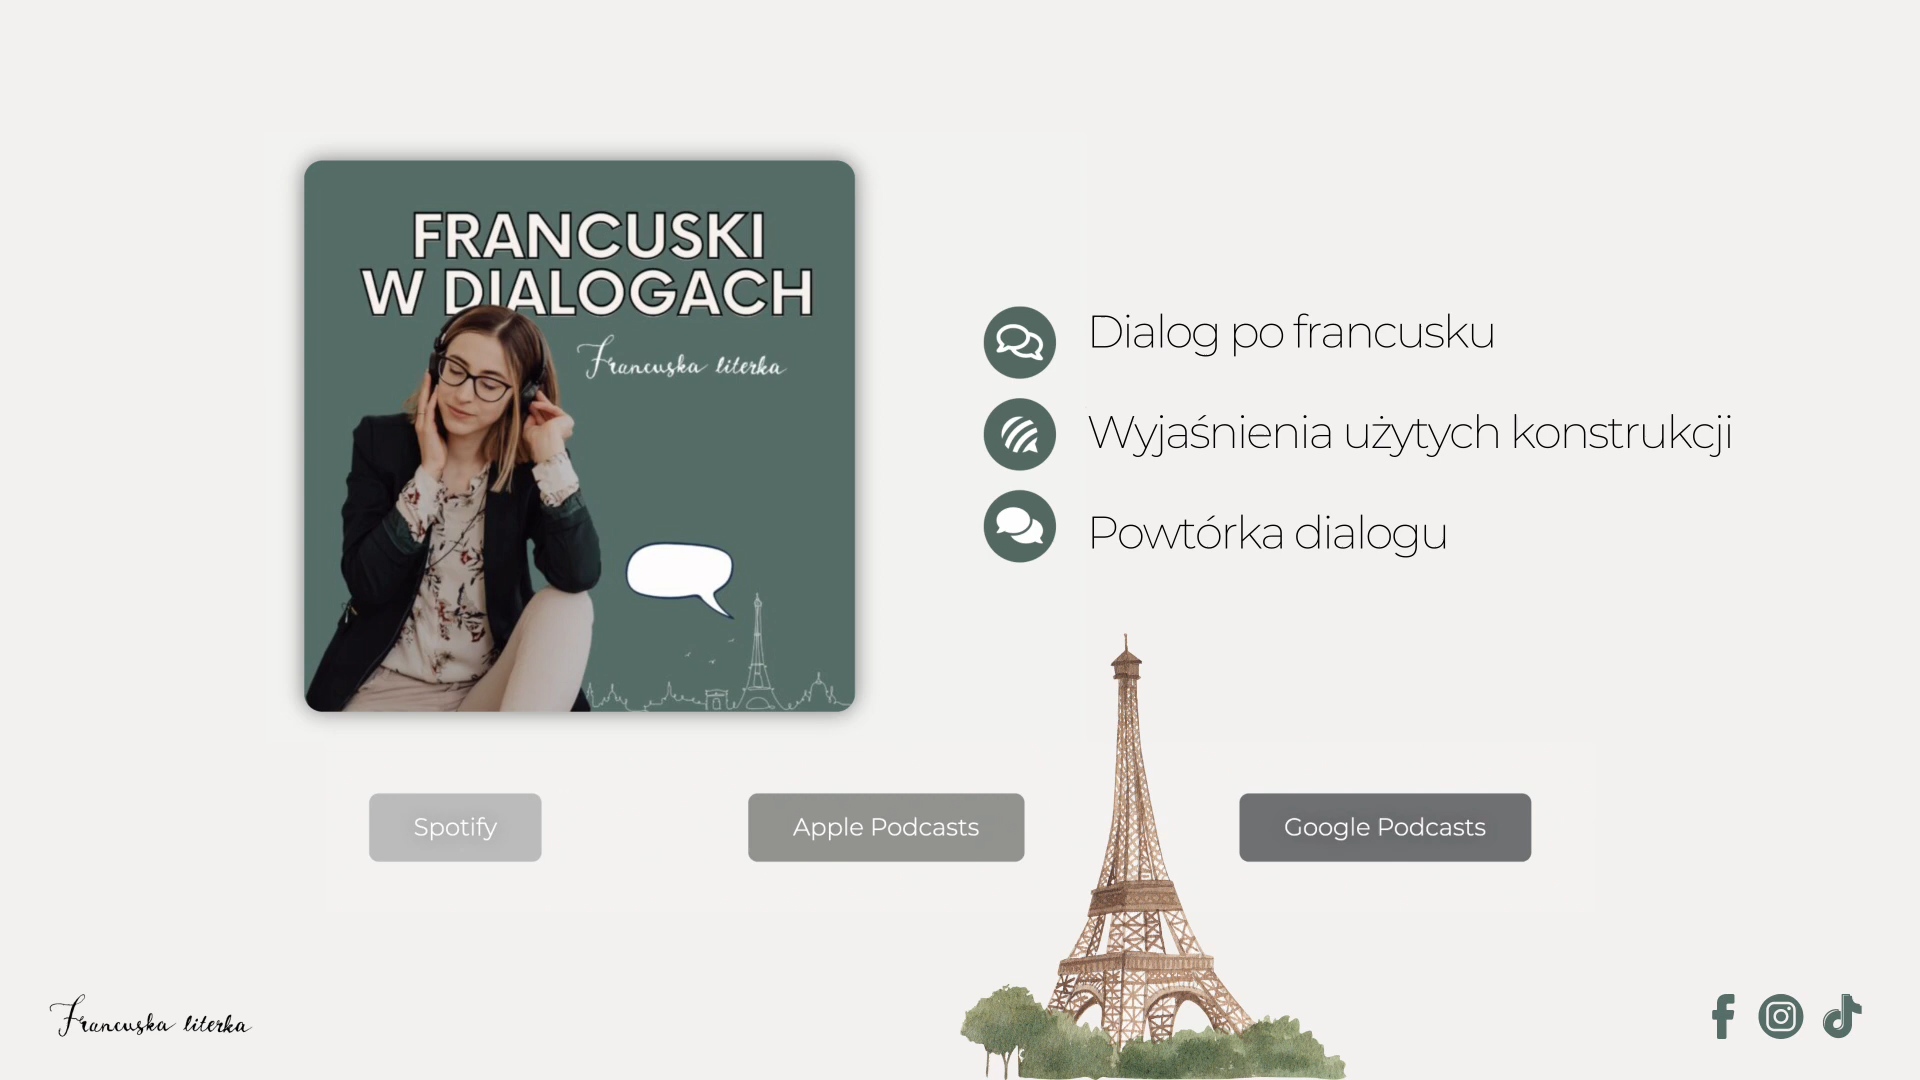 FRANCUSKI
W DIALOGACH
Francuska literka
Dialog po francusku
Wyjaśnienia użytych konstrukcji
Powtórka dialogu
Spotify
Apple Podcasts
Google Podcasts
Francuska literka